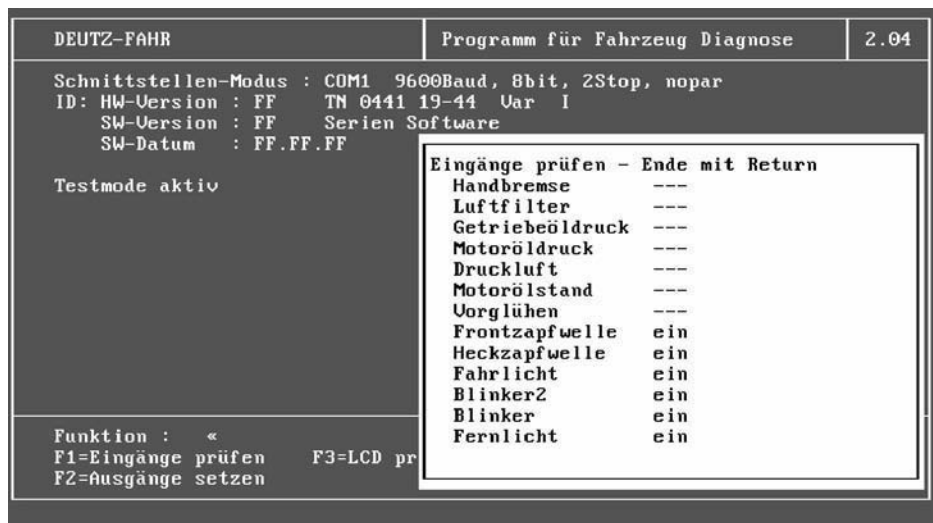 DEUTZ-FAHR
Programm für Fahrzeug Diagnose
2.04
Schnittstellen-Modus : COM1 9600Baud, 8bit, 2Stop, nopar
ID: HW-Version : FF TN 0441 19-44 Var I
SW-Version : FF Serien Software
SW-Datum : FF.FF.FF
Testmode aktiv
Eingänge prüfen - Ende mit Return
Handbremse ---
Luftfilter ---
Getriebeöldruck ---
Motoröldruck ---
Druckluft ---
Motorölstand ---
Vorglühen ---
Frontzapfwelle ein
Heckzapfwelle ein
Fahrlicht ein
Blinker2 ein
Blinker ein
Fernlicht ein
Funktion : «
F1=Eingänge prüfen F3=LCD pr
F2=Ausgänge setzen